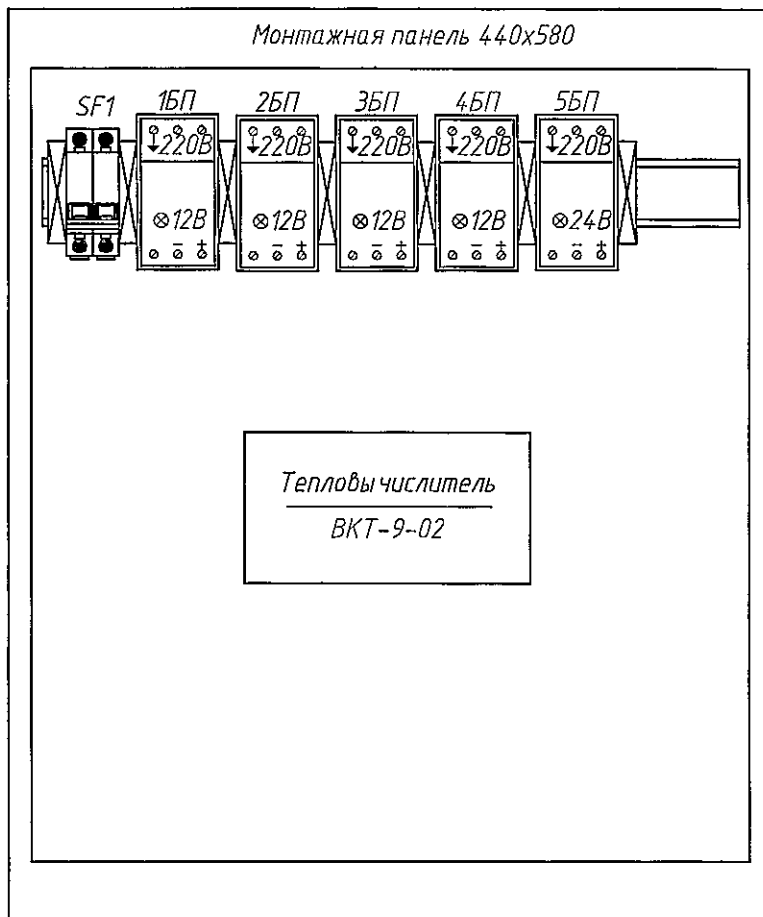 Монтажная панель 440х580
SF1 1БП 2БП 3БП 4БП 5БП
220В 220В 220В 220В 220В
12В 12В 12В 12В 24В
− + − + − + − + − +
Тепловычислитель
ВКТ-9-02